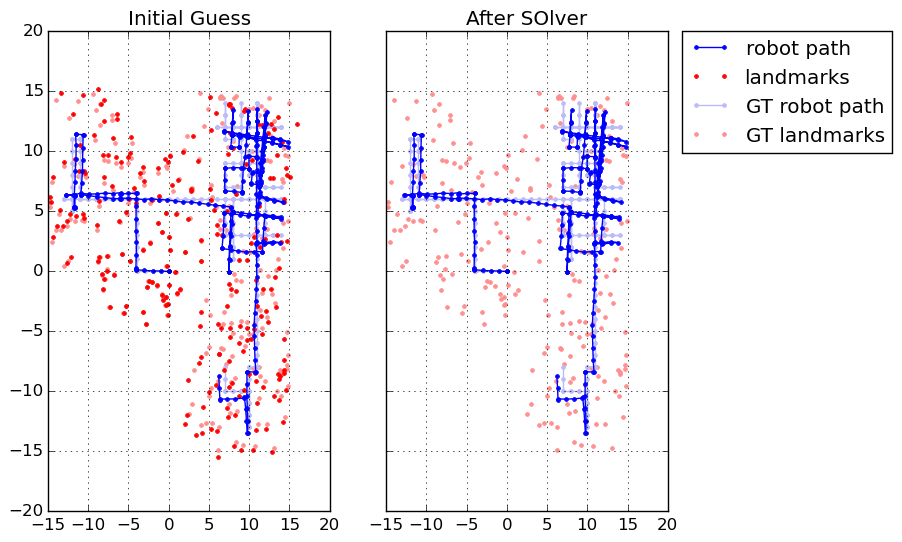 Initial Guess
After SOlver
robot path
landmarks
GT robot path
GT landmarks
20
15
10
5
0
−5
−10
−15
−20
−15 −10 −5 0 5 10 15 20
−15 −10 −5 0 5 10 15 20